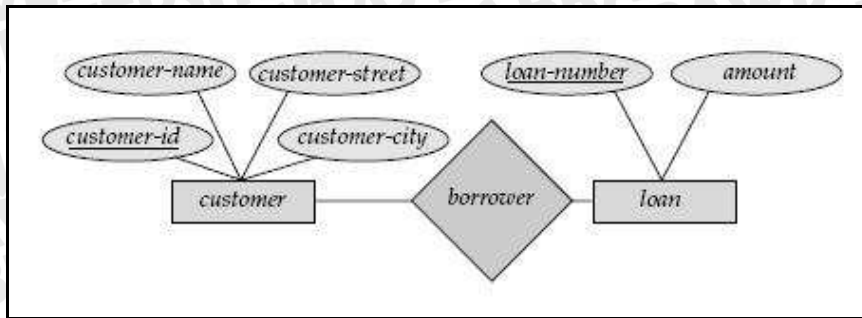 customer-name customer-street loan-number amount
customer-id customer-city
customer borrower loan